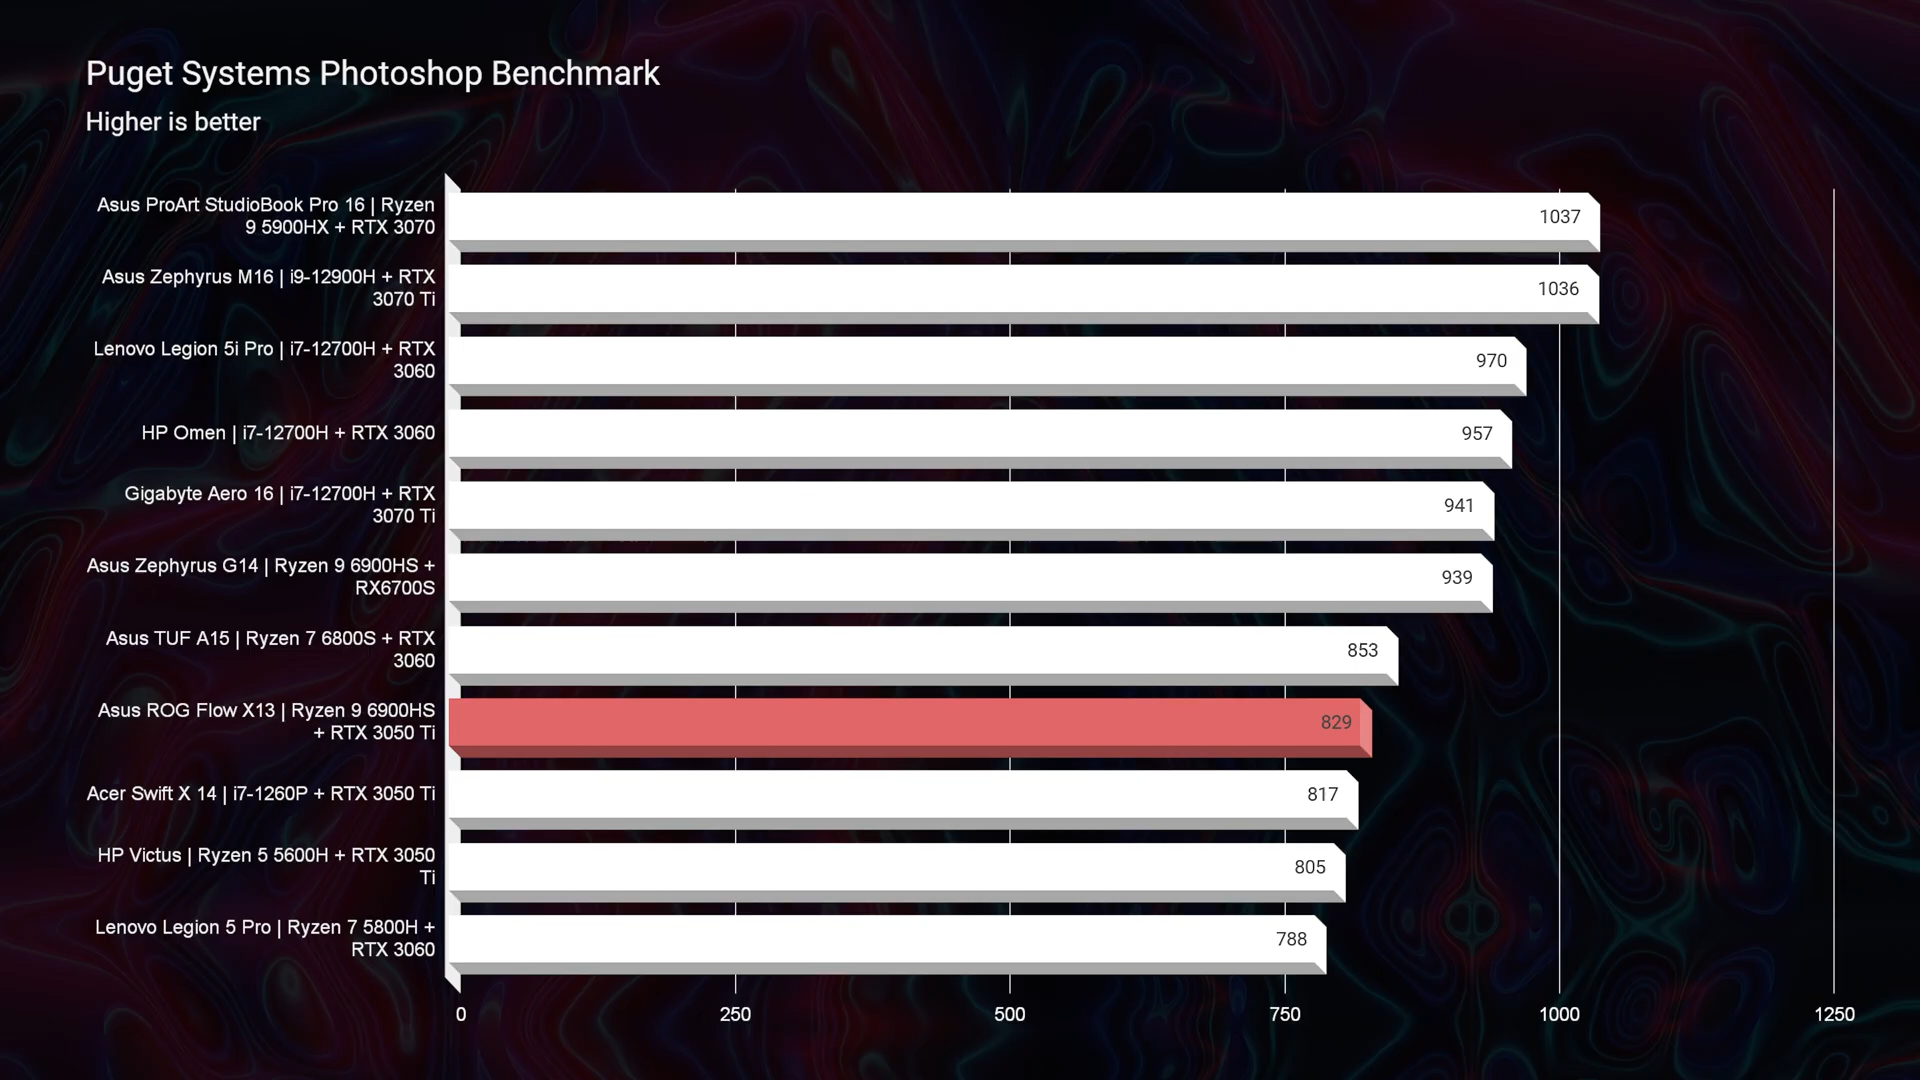 Puget Systems Photoshop Benchmark
Higher is better
Asus ProArt StudioBook Pro 16 | Ryzen
9 5900HX + RTX 3070
1037
Asus Zephyrus M16 | i9-12900H + RTX
3070 Ti
1036
Lenovo Legion 5i Pro | i7-12700H + RTX
3060
970
HP Omen | i7-12700H + RTX 3060
957
Gigabyte Aero 16 | i7-12700H + RTX
3070 Ti
941
Asus Zephyrus G14 | Ryzen 9 6900HS +
RX6700S
939
Asus TUF A15 | Ryzen 7 6800S + RTX
3060
853
Asus ROG Flow X13 | Ryzen 9 6900HS
+ RTX 3050 Ti
829
Acer Swift X 14 | i7-1260P + RTX 3050 Ti
817
HP Victus | Ryzen 5 5600H + RTX 3050
Ti
805
Lenovo Legion 5 Pro | Ryzen 7 5800H +
RTX 3060
788
0 250 500 750 1000 1250